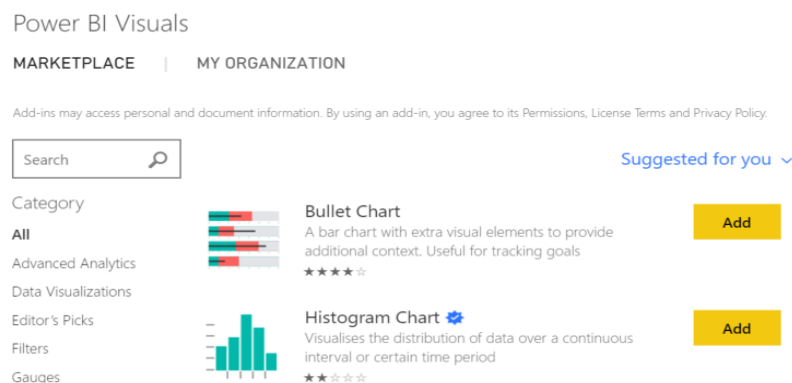 Power BI Visuals
MARKETPLACE | MY ORGANIZATION
Add-ins may access personal and document information. By using an add-in, you agree to its Permissions, License Terms and Privacy Policy.
Search
Suggested for you
Category
All
Advanced Analytics
Data Visualizations
Editor's Picks
Filters
Gauges
Bullet Chart
A bar chart with extra visual elements to provide
additional context. Useful for tracking goals
Add
Histogram Chart
Visualises the distribution of data over a continuous
interval or certain time period
Add